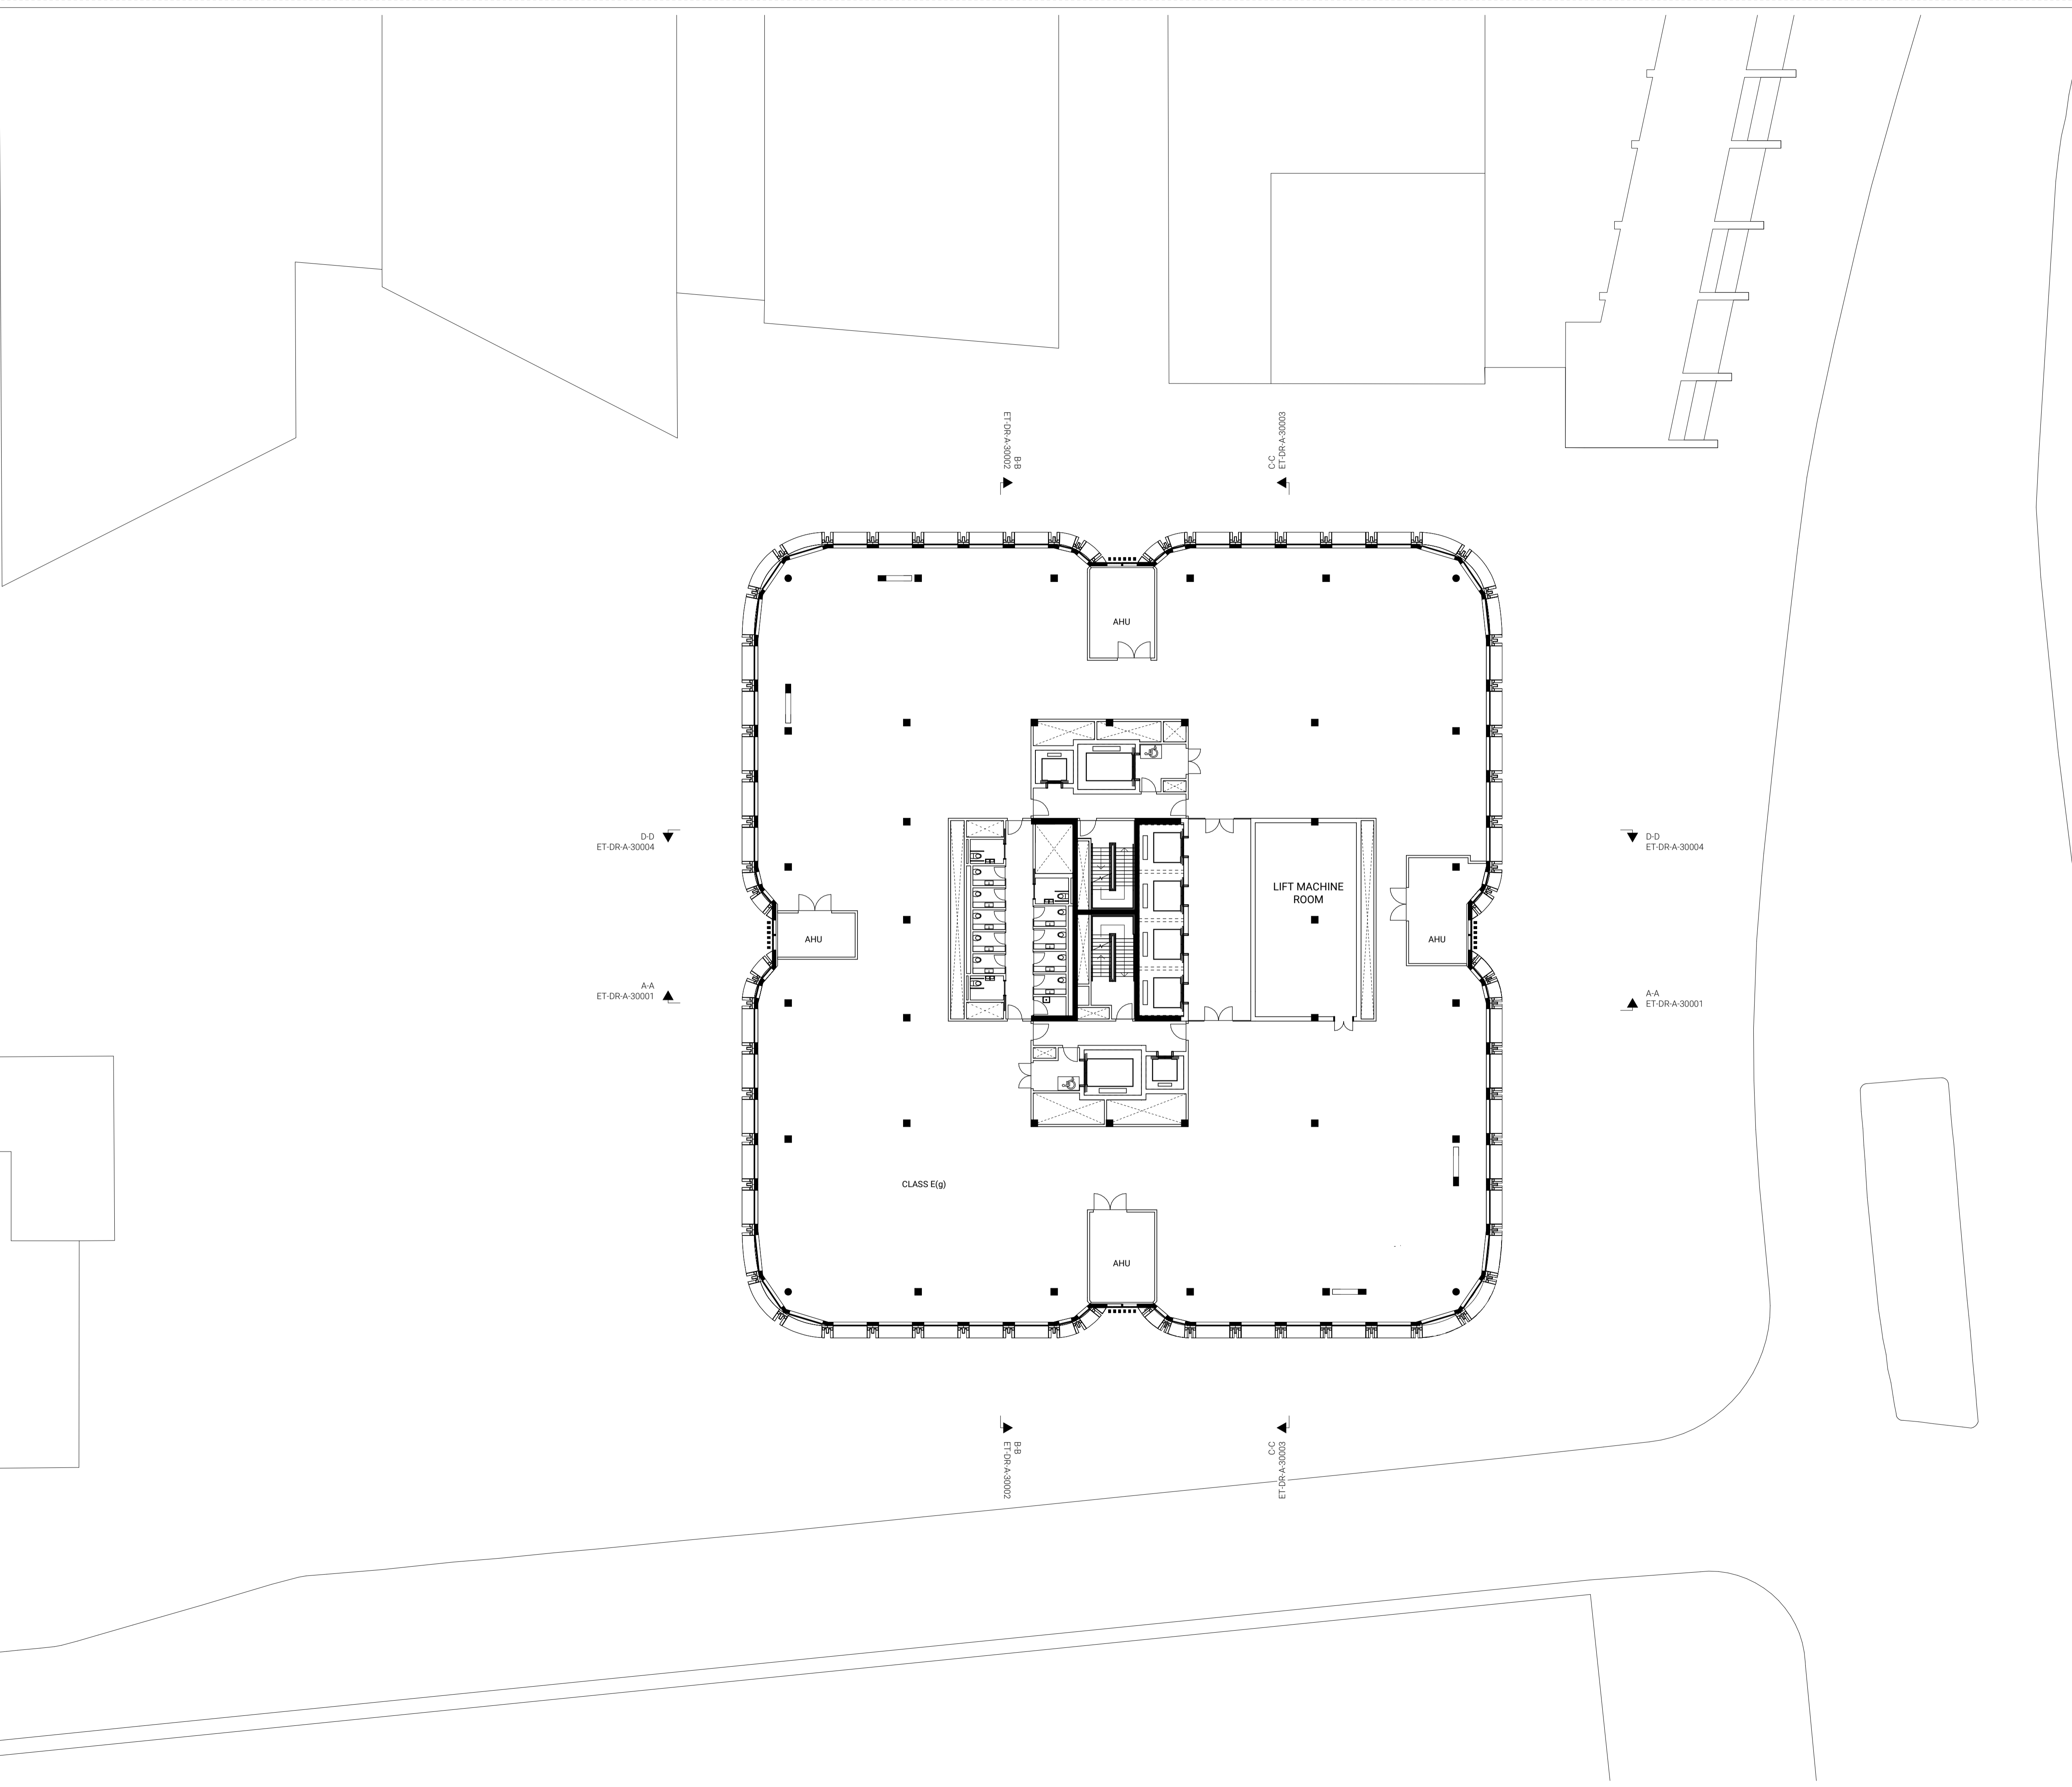 ET-DR-A-30002
B-B
C-C
ET-DR-A-30003
AHU
D-D
ET-DR-A-30004
D-D
ET-DR-A-30004
LIFT MACHINE
ROOM
AHU
AHU
A-A
ET-DR-A-30001
A-A
ET-DR-A-30001
CLASS E(g)
AHU
B-B
ET-DR-A-30002
C-C
ET-DR-A-30003